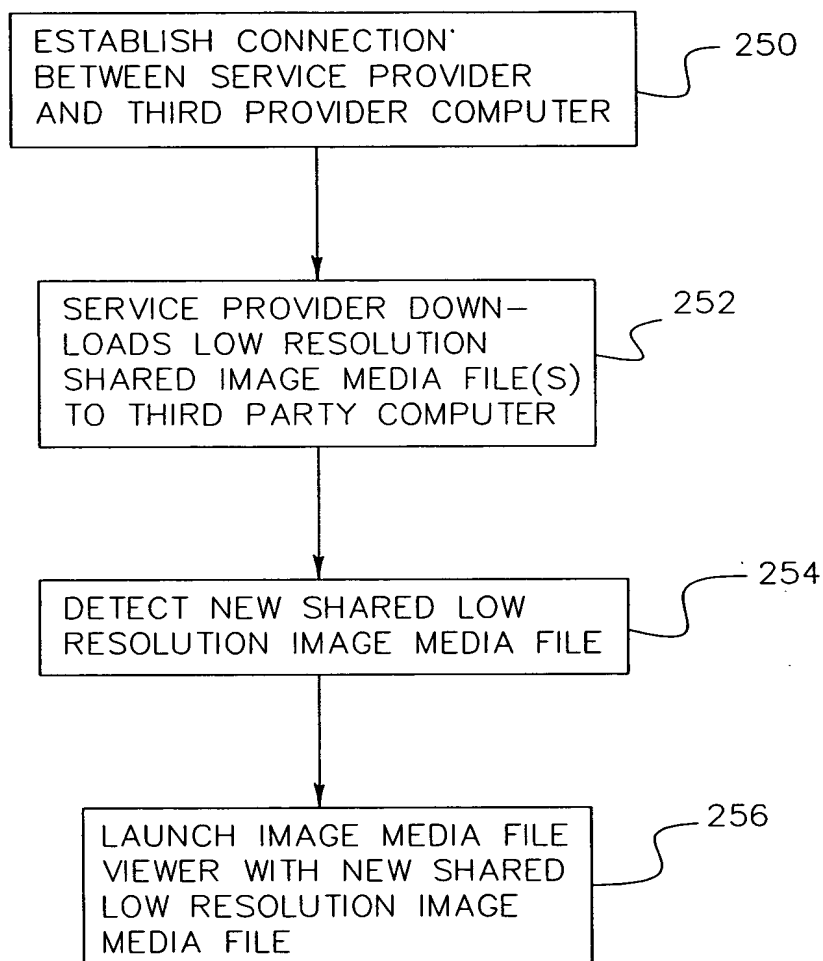 ESTABLISH CONNECTION
BETWEEN SERVICE PROVIDER
AND THIRD PROVIDER COMPUTER
250
SERVICE PROVIDER DOWN-
LOADS LOW RESOLUTION
SHARED IMAGE MEDIA FILE(S)
TO THIRD PARTY COMPUTER
252
DETECT NEW SHARED LOW
RESOLUTION IMAGE MEDIA FILE
254
LAUNCH IMAGE MEDIA FILE
VIEWER WITH NEW SHARED
LOW RESOLUTION IMAGE
MEDIA FILE
256